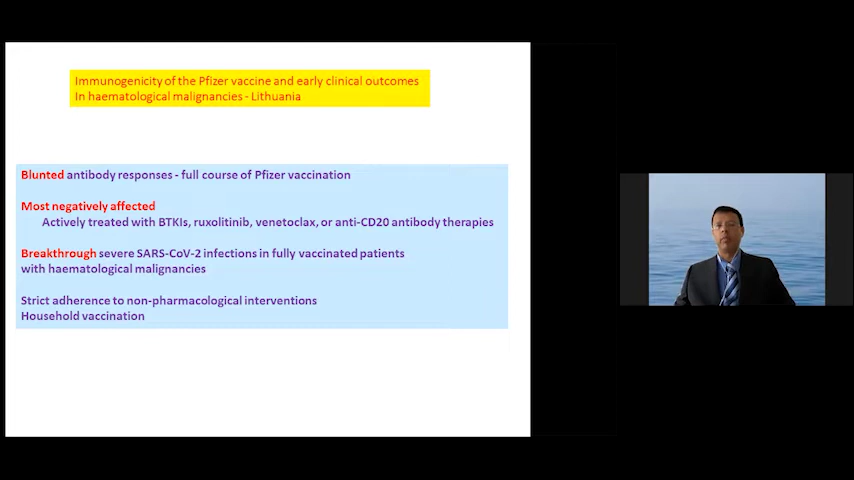 Immunogenicity of the Pfizer vaccine and early clinical outcomes
In haematological malignancies - Lithuania
Blunted antibody responses - full course of Pfizer vaccination
Most negatively affected
Actively treated with BTKIs, ruxolitinib, venetoclax, or anti-CD20 antibody therapies
Breakthrough severe SARS-CoV-2 infections in fully vaccinated patients
with haematological malignancies
Strict adherence to non-pharmacological interventions
Household vaccination